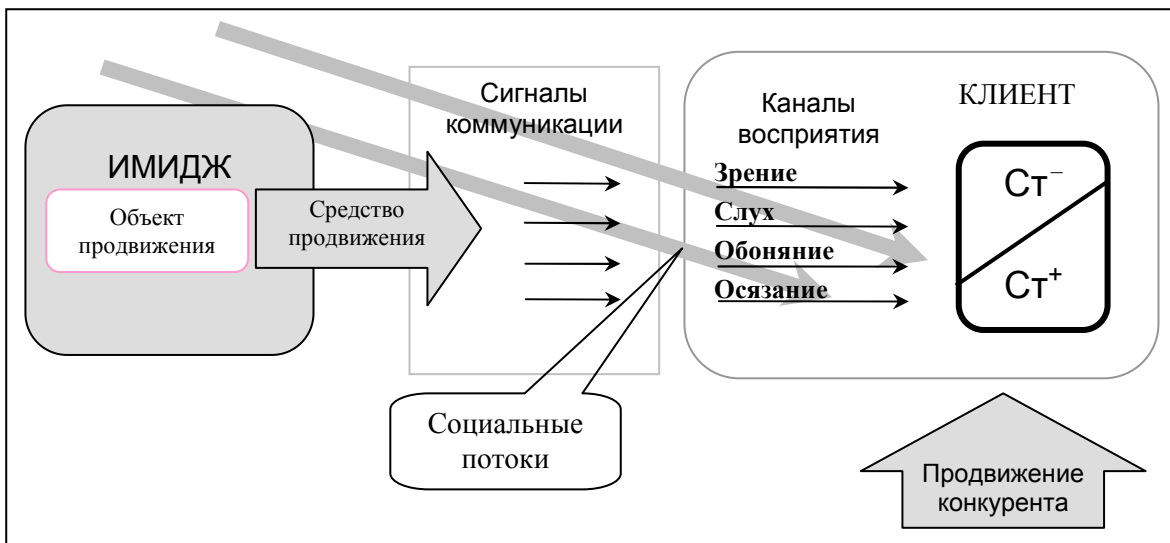 ИМИДЖ
Объект
продвижения
Средство
продвижения
Сигналы
коммуникации
Каналы
восприятия
Зрение
Слух
Обоняние
Осязание
КЛИЕНТ
Ст⁻
Ст⁺
Социальные
потоки
Продвижение
конкурента